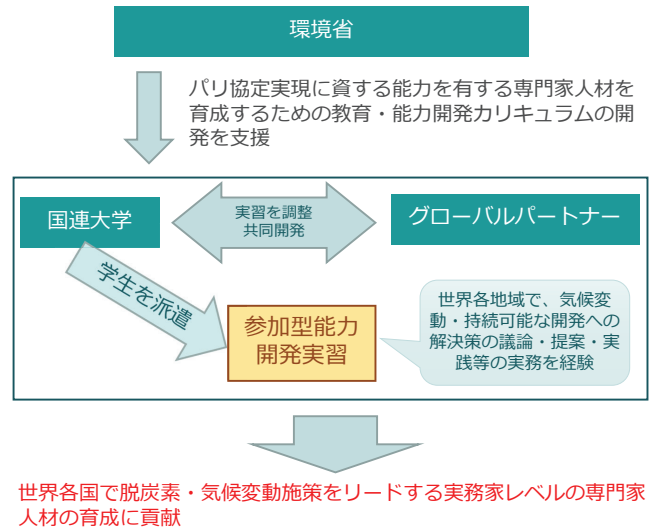 環境省
パリ協定実現に資する能力を有する専門家人材を
育成するための教育・能力開発カリキュラムの開
発を支援
国連大学
実習を調整
共同開発
グローバルパートナー
学生を派遣
参加型能力
開発実習
世界各地域で、気候変
動・持続可能な開発への
解決策の議論・提案・実
践等の実務を経験
世界各国で脱炭素・気候変動施策をリードする実務家レベルの専門家
人材の育成に貢献